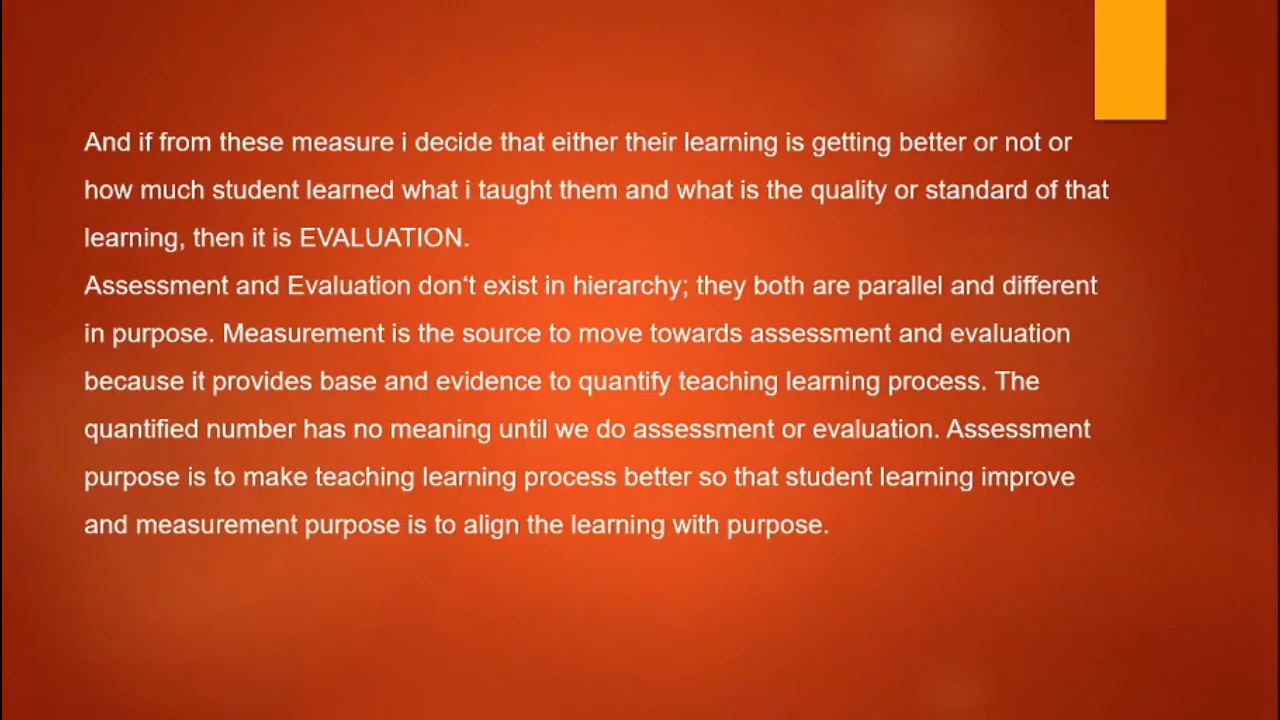 And if from these measure i decide that either their learning is getting better or not or
how much student learned what i taught them and what is the quality or standard of that
learning, then it is EVALUATION.
Assessment and Evaluation don‘t exist in hierarchy; they both are parallel and different
in purpose. Measurement is the source to move towards assessment and evaluation
because it provides base and evidence to quantify teaching learning process. The
quantified number has no meaning until we do assessment or evaluation. Assessment
purpose is to make teaching learning process better so that student learning improve
and measurement purpose is to align the learning with purpose.